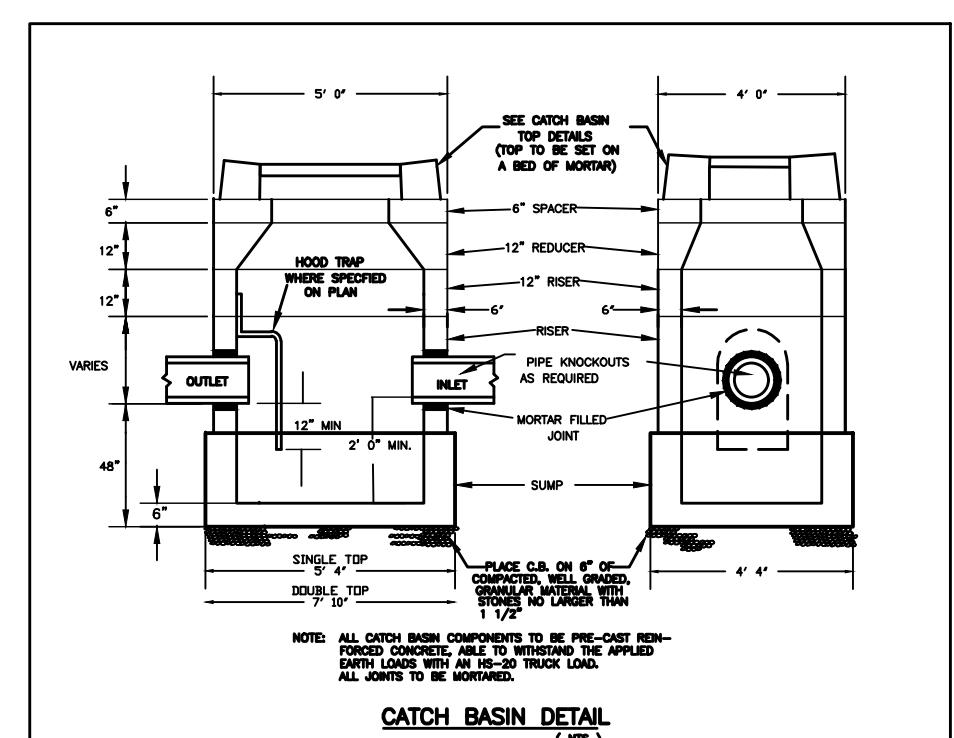 5' 0"
4' 0"
SEE CATCH BASIN
TOP DETAILS
(TOP TO BE SET ON
A BED OF MORTAR)
6"
6" SPACER
12"
12" REDUCER
HOOD TRAP
WHERE SPECFIED
ON PLAN
12" RISER
12"
6"
6"
RISER
VARIES
PIPE KNOCKOUTS
AS REQUIRED
OUTLET
INLET
12" MIN
MORTAR FILLED
JOINT
2' 0" MIN.
48"
SUMP
6"
SINGLE TOP
5' 4"
DOUBLE TOP
7' 10"
PLACE C.B. ON 6" OF
COMPACTED, WELL GRADED,
GRANULAR MATERIAL WITH
STONES NO LARGER THAN
1 1/2"
4' 4"
NOTE: ALL CATCH BASIN COMPONENTS TO BE PRE-CAST REIN-
FORCED CONCRETE, ABLE TO WITHSTAND THE APPLIED
EARTH LOADS WITH AN HS-20 TRUCK LOAD.
ALL JOINTS TO BE MORTARED.
CATCH BASIN DETAIL
( NTS )